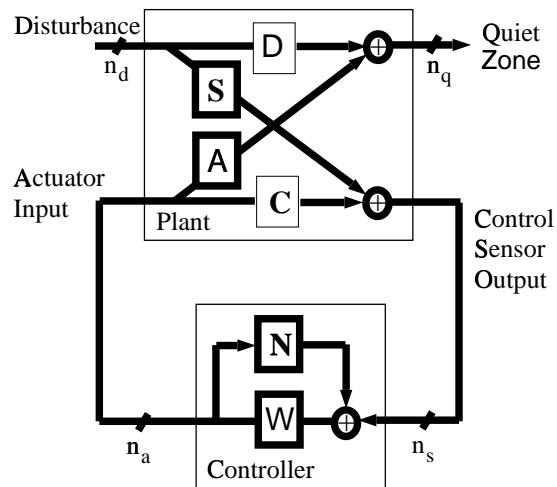 Disturbance
n_d
D
+
n_q
Quiet
Zone
S
A
Actuator
Input
C
+
Plant
Control
Sensor
Output
N
W
+
n_a
n_s
Controller